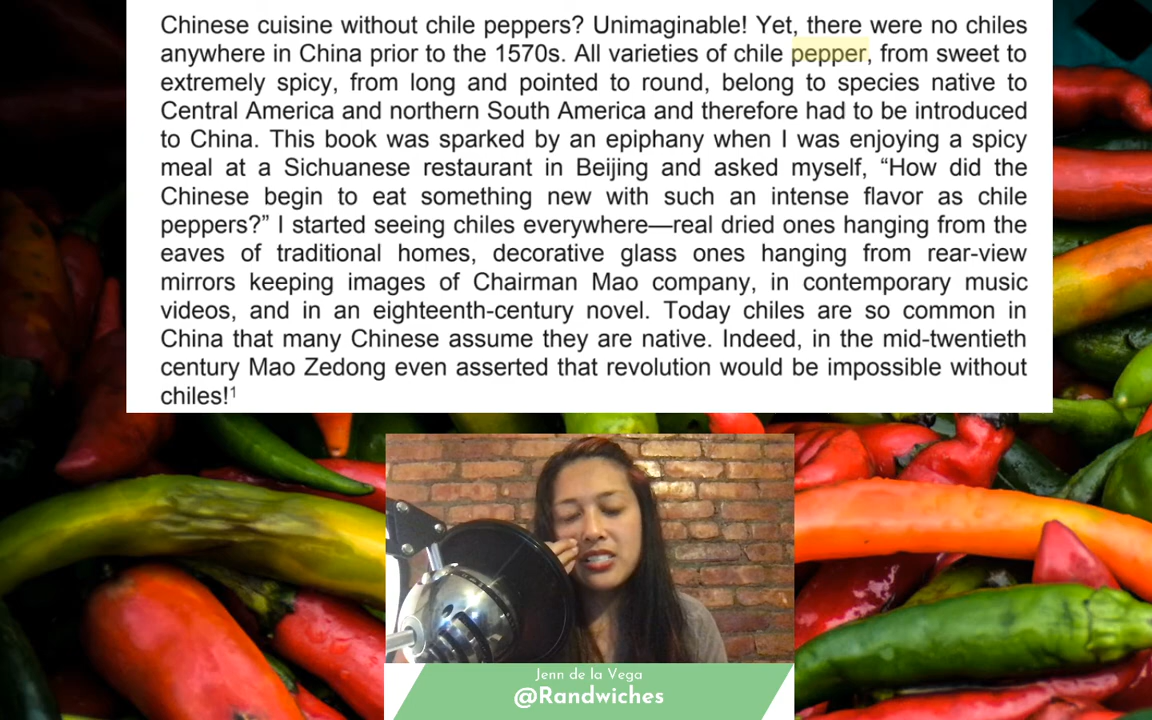 Chinese cuisine without chile peppers? Unimaginable! Yet, there were no chiles
anywhere in China prior to the 1570s. All varieties of chile pepper, from sweet to
extremely spicy, from long and pointed to round, belong to species native to
Central America and northern South America and therefore had to be introduced
to China. This book was sparked by an epiphany when I was enjoying a spicy
meal at a Sichuanese restaurant in Beijing and asked myself, “How did the
Chinese begin to eat something new with such an intense flavor as chile
peppers?” I started seeing chiles everywhere—real dried ones hanging from the
eaves of traditional homes, decorative glass ones hanging from rear-view
mirrors keeping images of Chairman Mao company, in contemporary music
videos, and in an eighteenth-century novel. Today chiles are so common in
China that many Chinese assume they are native. Indeed, in the mid-twentieth
century Mao Zedong even asserted that revolution would be impossible without
chiles!¹
Jenn de la Vega
@Randwiches